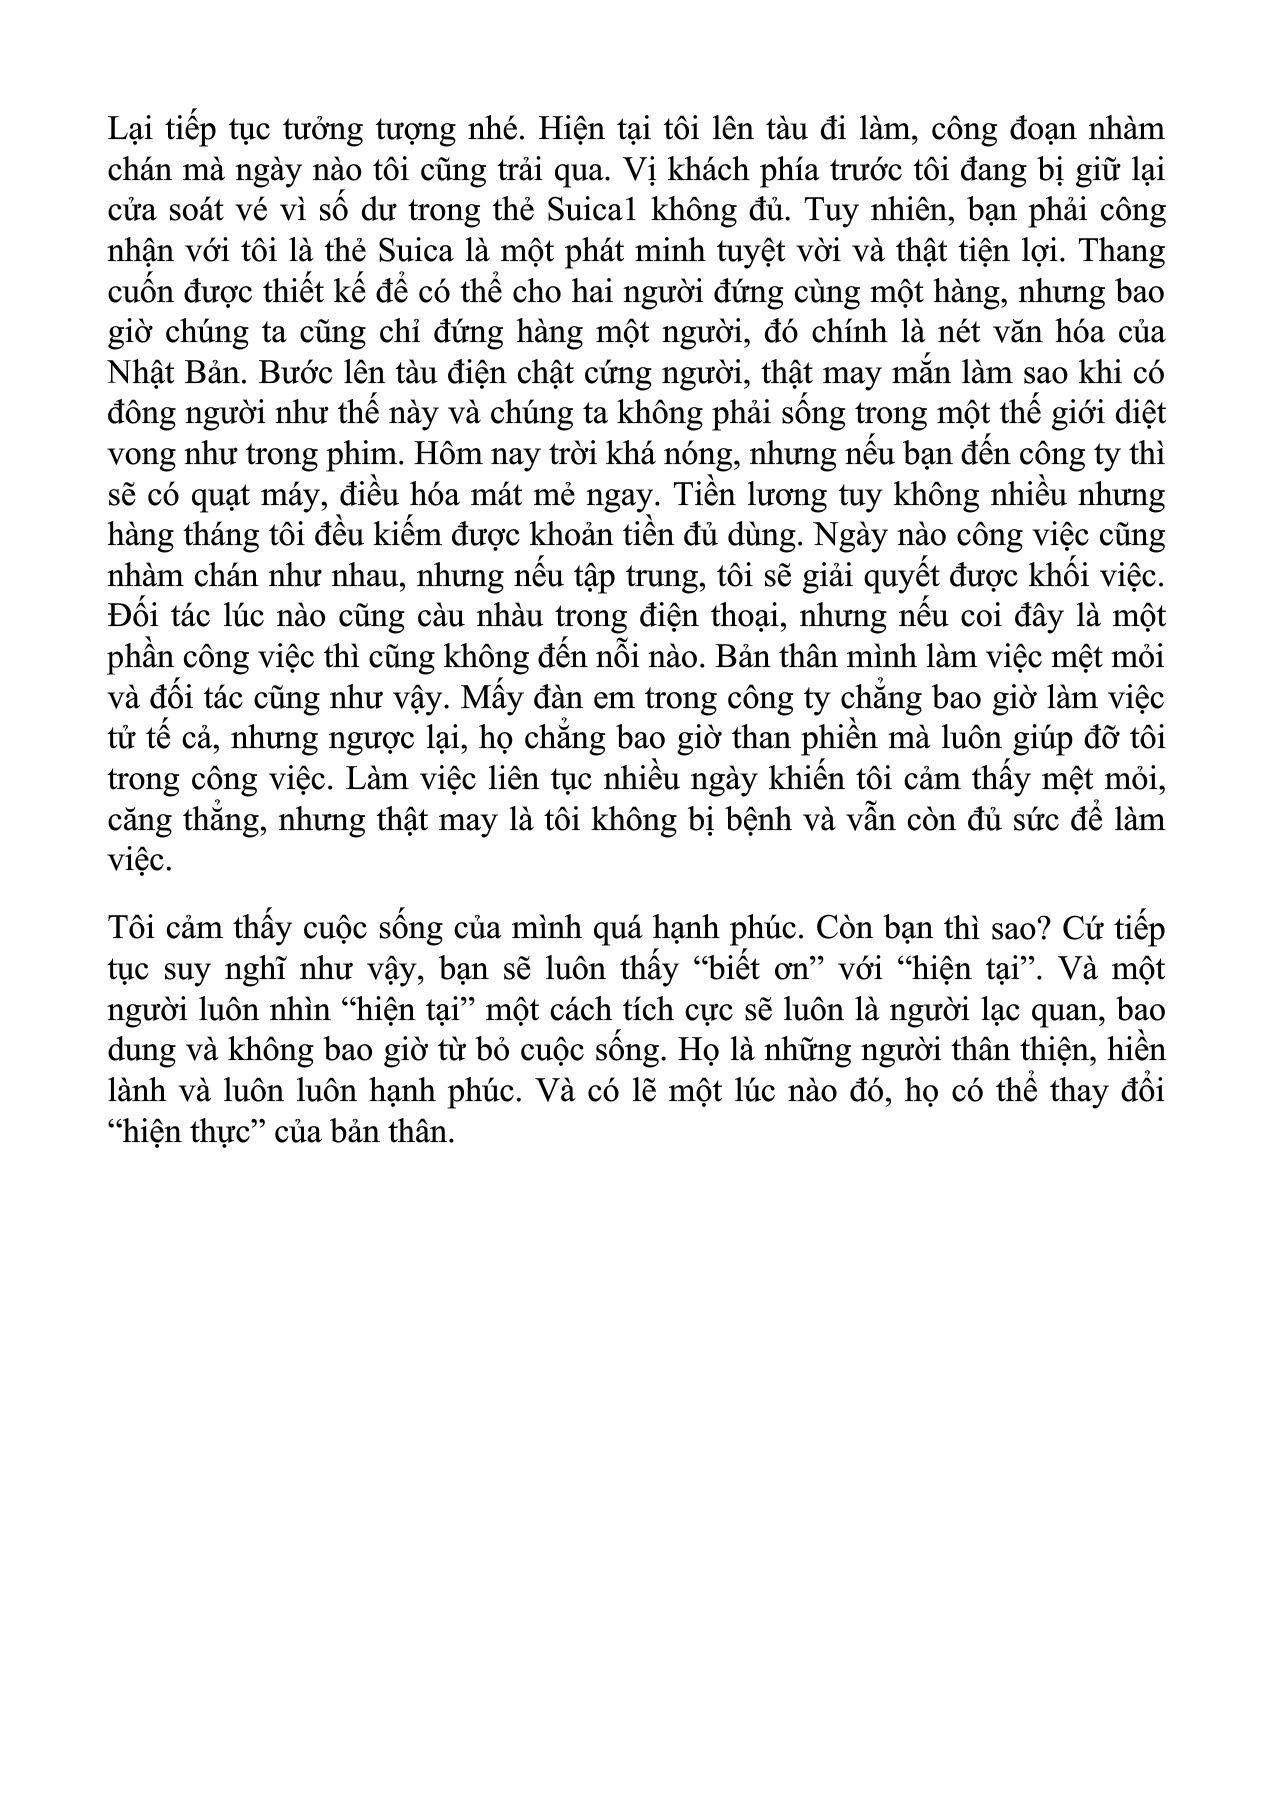 Lại tiếp tục tưởng tượng nhé. Hiện tại tôi lên tàu đi làm, công đoạn nhàm
chán mà ngày nào tôi cũng trải qua. Vị khách phía trước tôi đang bị giữ lại
cửa soát vé vì số dư trong thẻ Suica1 không đủ. Tuy nhiên, bạn phải công
nhận với tôi là thẻ Suica là một phát minh tuyệt vời và thật tiện lợi. Thang
cuốn được thiết kế để có thể cho hai người đứng cùng một hàng, nhưng bao
giờ chúng ta cũng chỉ đứng hàng một người, đó chính là nét văn hóa của
Nhật Bản. Bước lên tàu điện chật cứng người, thật may mắn làm sao khi có
đông người như thế này và chúng ta không phải sống trong một thế giới diệt
vong như trong phim. Hôm nay trời khá nóng, nhưng nếu bạn đến công ty thì
sẽ có quạt máy, điều hóa mát mẻ ngay. Tiền lương tuy không nhiều nhưng
hàng tháng tôi đều kiếm được khoản tiền đủ dùng. Ngày nào công việc cũng
nhàm chán như nhau, nhưng nếu tập trung, tôi sẽ giải quyết được khối việc.
Đối tác lúc nào cũng càu nhàu trong điện thoại, nhưng nếu coi đây là một
phần công việc thì cũng không đến nỗi nào. Bản thân mình làm việc mệt mỏi
và đối tác cũng như vậy. Mấy đàn em trong công ty chẳng bao giờ làm việc
tử tế cả, nhưng ngược lại, họ chẳng bao giờ than phiền mà luôn giúp đỡ tôi
trong công việc. Làm việc liên tục nhiều ngày khiến tôi cảm thấy mệt mỏi,
căng thẳng, nhưng thật may là tôi không bị bệnh và vẫn còn đủ sức để làm
việc.
Tôi cảm thấy cuộc sống của mình quá hạnh phúc. Còn bạn thì sao? Cứ tiếp
tục suy nghĩ như vậy, bạn sẽ luôn thấy “biết ơn” với “hiện tại”. Và một
người luôn nhìn “hiện tại” một cách tích cực sẽ luôn là người lạc quan, bao
dung và không bao giờ từ bỏ cuộc sống. Họ là những người thân thiện, hiền
lành và luôn luôn hạnh phúc. Và có lẽ một lúc nào đó, họ có thể thay đổi
“hiện thực” của bản thân.